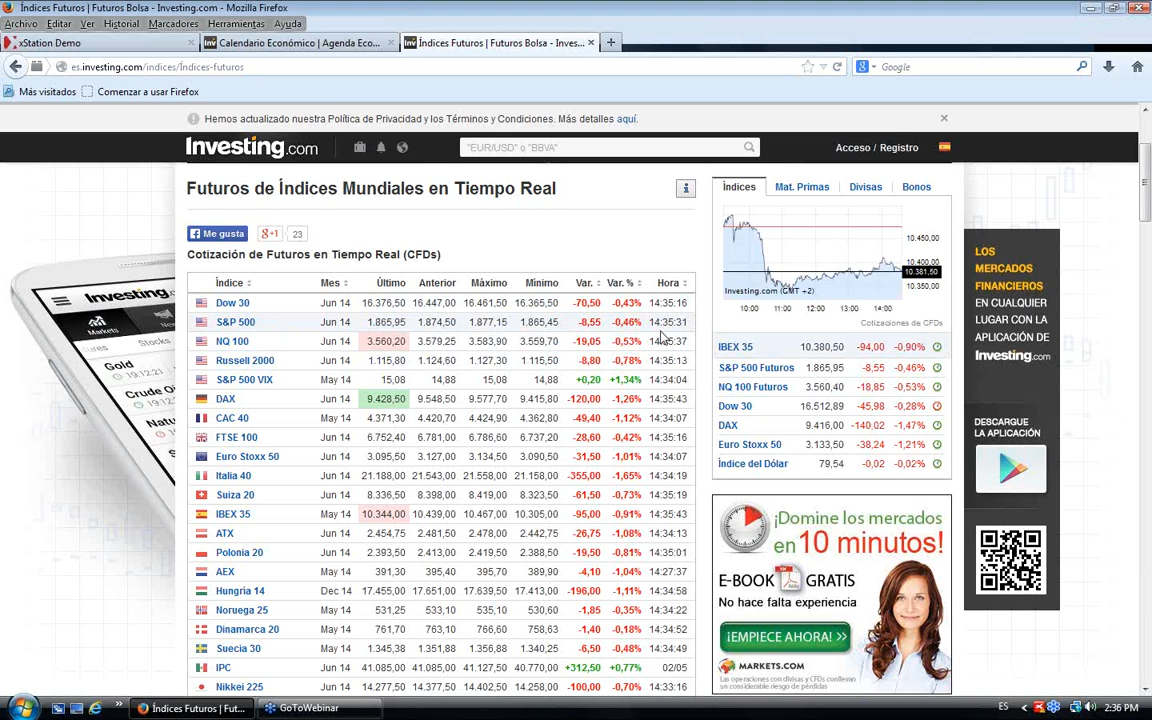 Índices Futuros | Futuros Bolsa - Investing.com - Mozilla Firefox
Archivo Editar Ver Historial Marcadores Herramientas Ayuda
xStation Demo × Calendario Económico | Agenda Eco... × Índices Futuros | Futuros Bolsa - Inves... × +
es.investing.com/indices/Índices-futuros Google
Más visitados Comenzar a usar Firefox
Hemos actualizado nuestra Política de Privacidad y los Términos y Condiciones. Más detalles aquí.
Investing.com "EUR/USD" o "BBVA" Acceso / Registro
Futuros de Índices Mundiales en Tiempo Real
Me gusta g+1 23
Cotización de Futuros en Tiempo Real (CFDs)
Índice Mes Último Anterior Máximo Mínimo Var. Var. % Hora
Dow 30 Jun 14 16.376,50 16.447,00 16.461,50 16.365,50 -70,50 -0,43% 14:35:16
S&P 500 Jun 14 1.865,95 1.874,50 1.877,15 1.865,45 -8,55 -0,46% 14:35:31
NQ 100 Jun 14 3.560,20 3.579,25 3.583,90 3.559,70 -19,05 -0,53% :37
Russell 2000 Jun 14 1.115,80 1.124,60 1.127,30 1.115,50 -8,80 -0,78% 14:35:13
S&P 500 VIX May 14 15,08 14,88 15,08 14,88 +0,20 +1,34% 14:34:04
DAX Jun 14 9.428,50 9.548,50 9.577,70 9.415,80 -120,00 -1,26% 14:35:43
CAC 40 May 14 4.371,30 4.420,70 4.424,90 4.362,80 -49,40 -1,12% 14:34:07
FTSE 100 Jun 14 6.752,40 6.781,00 6.786,60 6.737,20 -28,60 -0,42% 14:35:16
Euro Stoxx 50 Jun 14 3.095,50 3.127,00 3.134,50 3.090,50 -31,50 -1,01% 14:34:07
Italia 40 Jun 14 21.188,00 21.543,00 21.558,00 21.158,00 -355,00 -1,65% 14:34:19
Suiza 20 Jun 14 8.336,50 8.398,00 8.419,00 8.323,50 -61,50 -0,73% 14:35:19
IBEX 35 May 14 10.344,00 10.439,00 10.467,00 10.305,00 -95,00 -0,91% 14:35:43
ATX Jun 14 2.454,75 2.481,50 2.478,00 2.442,75 -26,75 -1,08% 14:34:13
Polonia 20 Jun 14 2.393,50 2.413,00 2.415,50 2.388,50 -19,50 -0,81% 14:35:01
AEX May 14 391,30 395,40 395,70 389,90 -4,10 -1,04% 14:27:37
Hungría 14 Dec 14 17.455,00 17.651,00 17.639,50 17.413,00 -196,00 -1,11% 14:34:58
Noruega 25 May 14 531,25 533,10 535,10 530,60 -1,85 -0,35% 14:34:22
Dinamarca 20 May 14 761,70 763,10 766,60 758,63 -1,40 -0,18% 14:34:52
Suecia 30 May 14 1.345,38 1.351,88 1.356,88 1.340,25 -6,50 -0,48% 14:34:49
IPC Jun 14 41.085,00 41.085,00 41.127,50 40.770,00 +312,50 +0,77% 02/05
Nikkei 225 Jun 14 14.277,50 14.377,50 14.402,50 14.258,00 -100,00 -0,70% 14:33:16
Índices Mat. Primas Divisas Bonos
10.450,00
10.400,00
10.381,50
10.350,00
Investing.com (GMT +2)
10:00 11:00 12:00 13:00 14:00
Cotizaciones de CFDs
IBEX 35 10.380,50 -94,00 -0,90%
S&P 500 Futuros 1.865,95 -8,55 -0,46%
NQ 100 Futuros 3.560,40 -18,85 -0,53%
Dow 30 16.512,89 -45,98 -0,28%
DAX 9.416,00 -140,02 -1,47%
Euro Stoxx 50 3.133,50 -38,24 -1,21%
Índice del Dólar 79,54 -0,02 -0,02%
¡Domine los mercados
en 10 minutos!
E-BOOK GRATIS
No hace falta experiencia
¡EMPIECE AHORA! >>
MARKETS.COM
Las operaciones con divisas y CFDs conllevan
un considerable riesgo de pérdidas.
LOS
MERCADOS
FINANCIEROS
EN CUALQUIER
LUGAR CON LA
APLICACIÓN DE
Investing.com
DESCARGUE
LA APLICACIÓN
Investing.com
Markets
Stocks
Gold
19:12:21
Crude O
Índices Futuros | Fut... GoToWebinar ES 2:36 PM